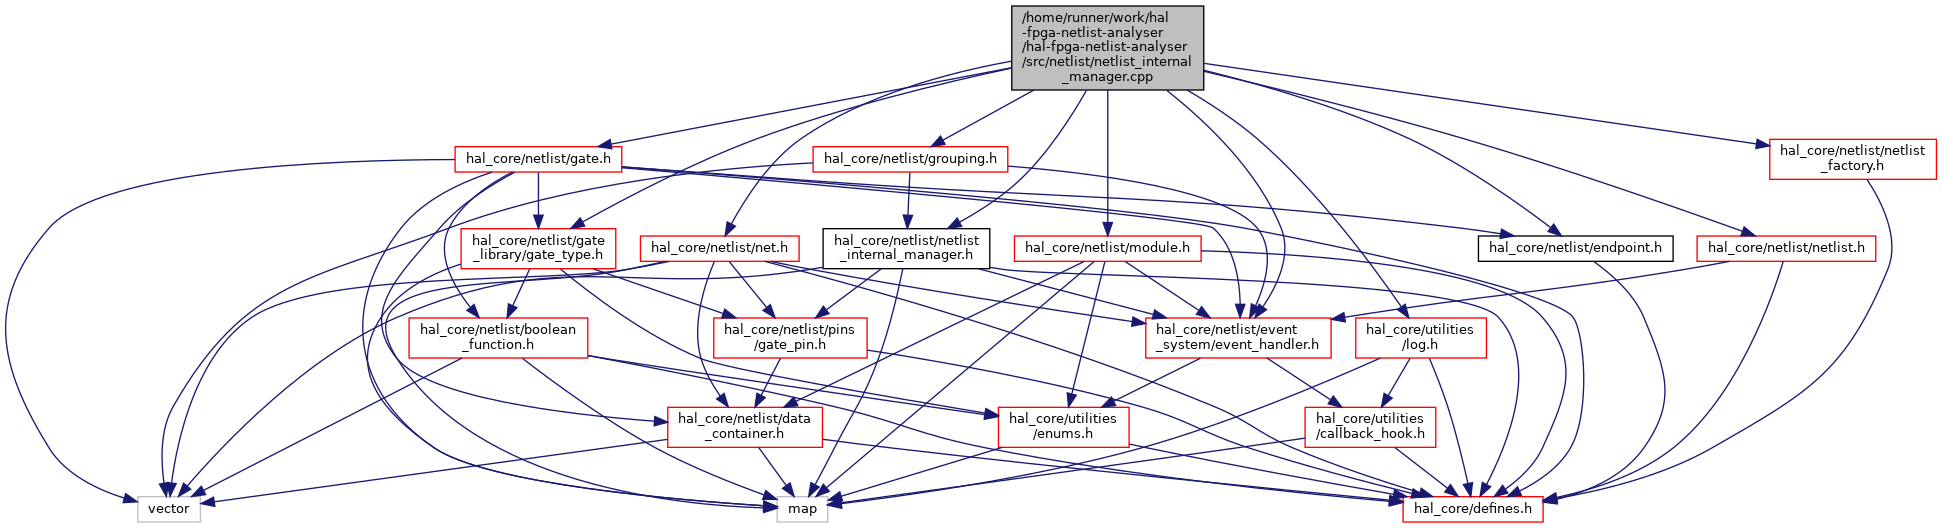 /home/runner/work/hal
-fpga-netlist-analyser
/hal-fpga-netlist-analyser
/src/netlist/netlist_internal
_manager.cpp
hal_core/netlist/gate.h
hal_core/netlist/grouping.h
hal_core/netlist/netlist
_factory.h
hal_core/netlist/gate
_library/gate_type.h
hal_core/netlist/net.h
hal_core/netlist/netlist
_internal_manager.h
hal_core/netlist/module.h
hal_core/netlist/endpoint.h
hal_core/netlist/netlist.h
hal_core/netlist/boolean
_function.h
hal_core/netlist/pins
/gate_pin.h
hal_core/netlist/event
_system/event_handler.h
hal_core/utilities
/log.h
hal_core/netlist/data
_container.h
hal_core/utilities
/enums.h
hal_core/utilities
/callback_hook.h
vector
map
hal_core/defines.h